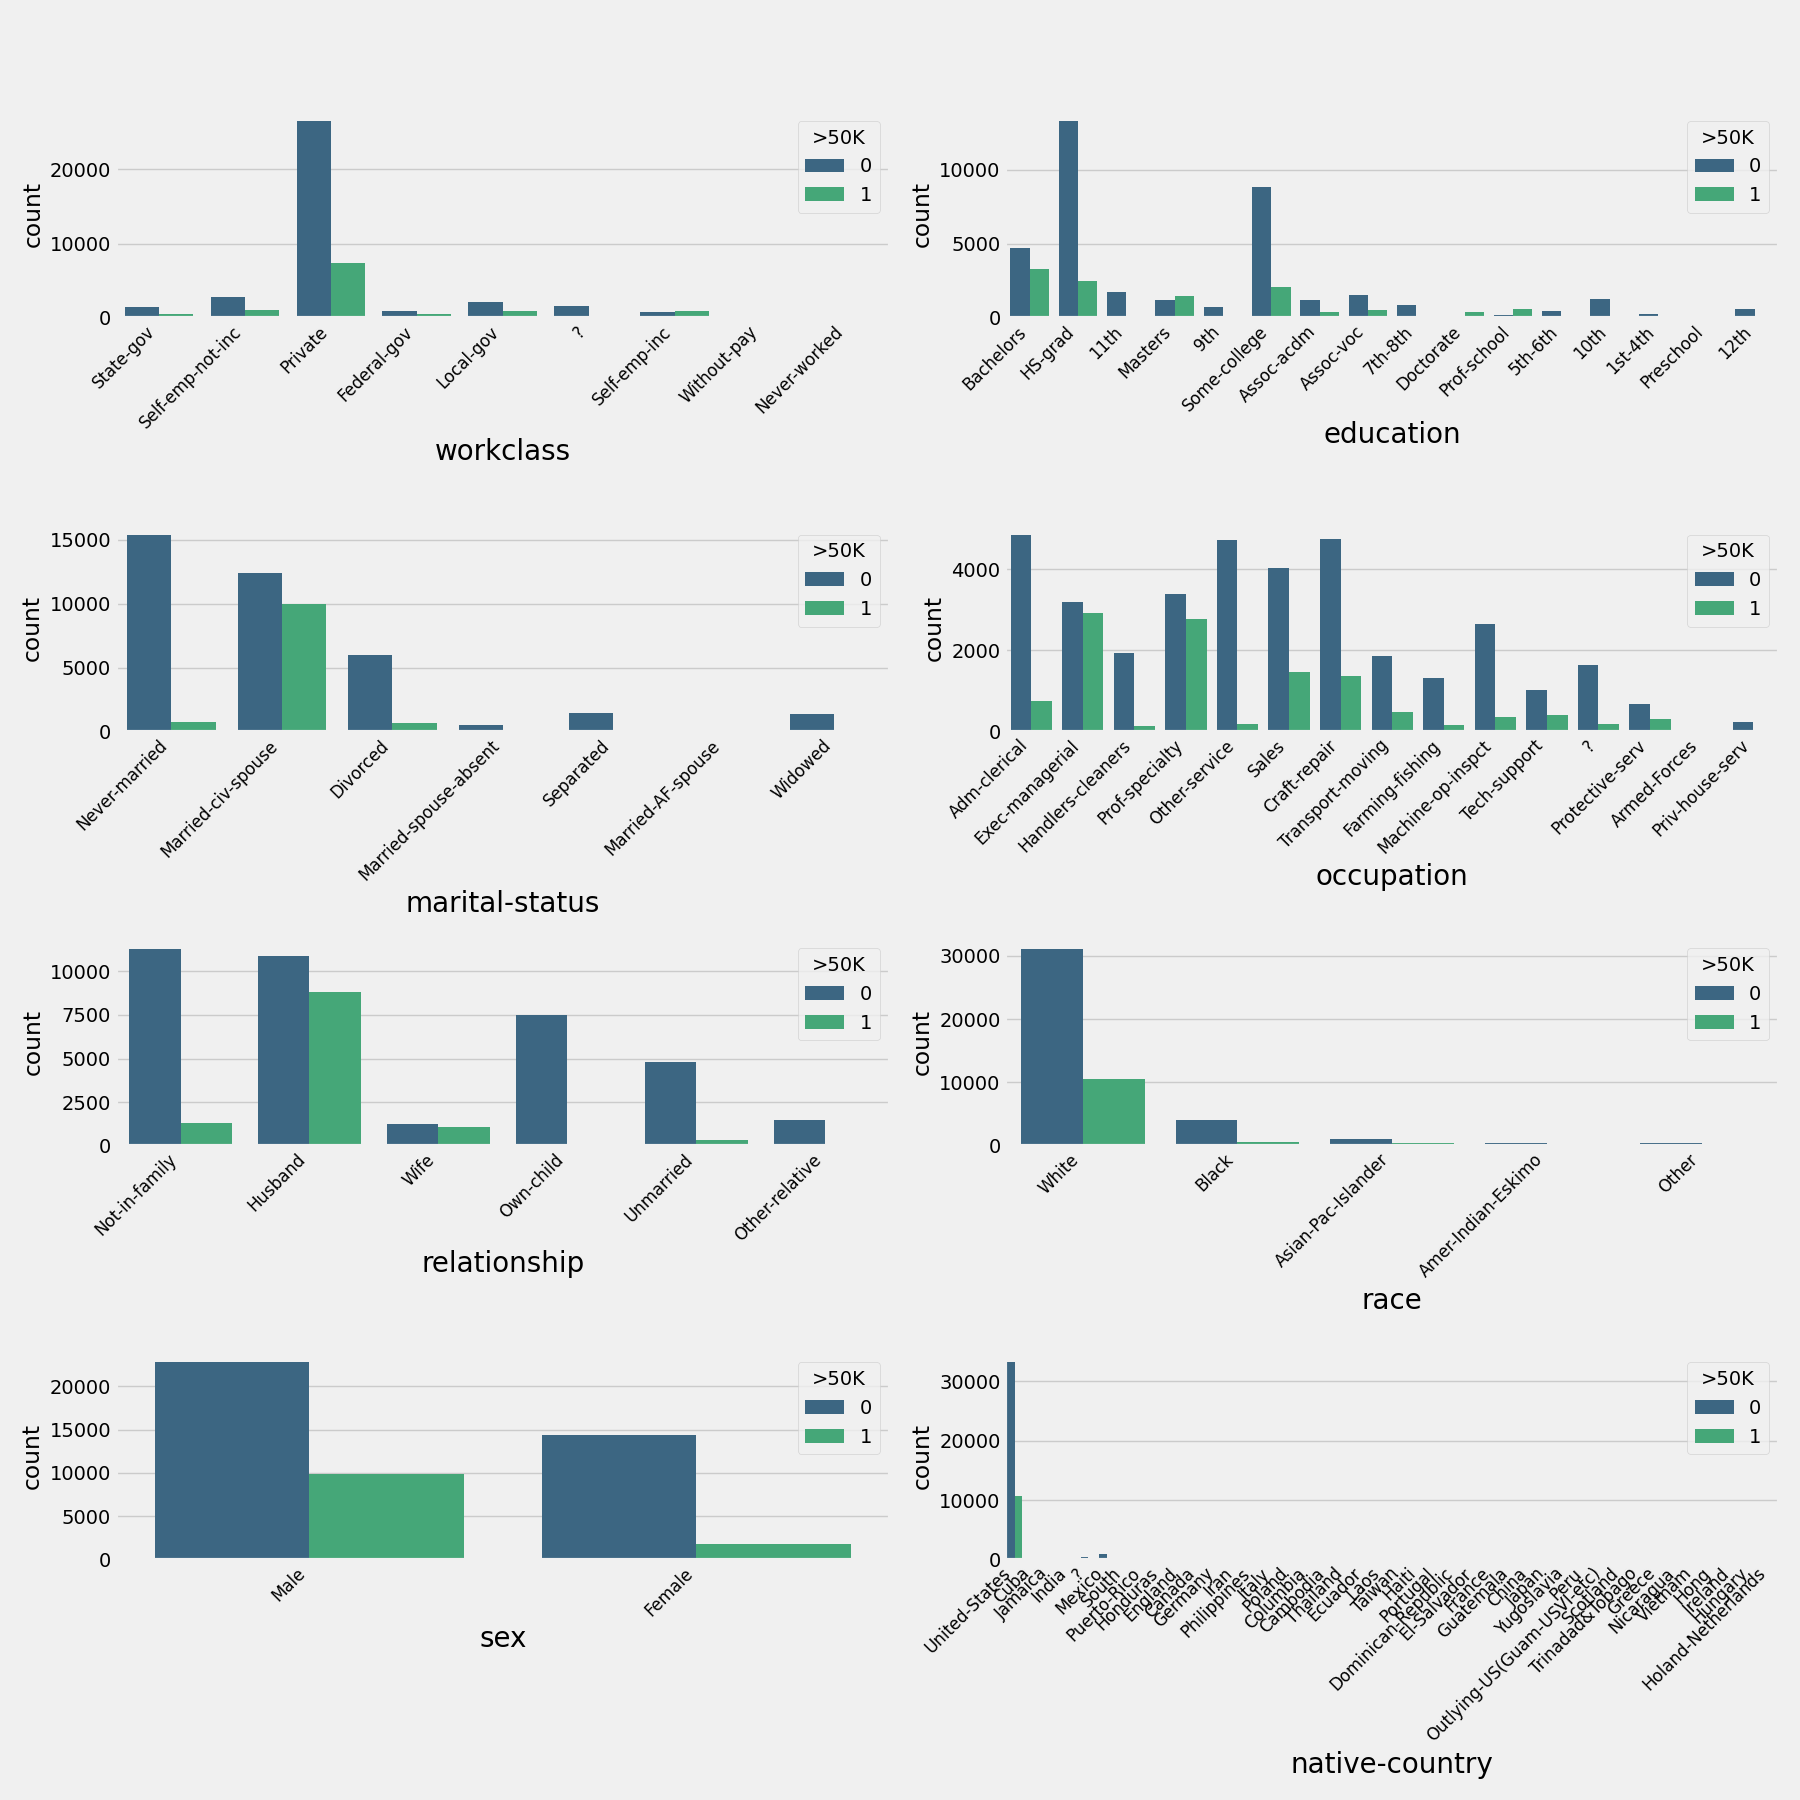 >50K
0
1
20000
10000
0
count
State-gov
Self-emp-not-inc
Private
Federal-gov
Local-gov
?
Self-emp-inc
Without-pay
Never-worked
workclass
>50K
0
1
10000
5000
0
count
Bachelors
HS-grad
11th
Masters
9th
Some-college
Assoc-acdm
Assoc-voc
7th-8th
Doctorate
Prof-school
5th-6th
10th
1st-4th
Preschool
12th
education
>50K
0
1
15000
10000
5000
0
count
Never-married
Married-civ-spouse
Divorced
Married-spouse-absent
Separated
Married-AF-spouse
Widowed
marital-status
>50K
0
1
4000
2000
0
count
Adm-clerical
Exec-managerial
Handlers-cleaners
Prof-specialty
Other-service
Sales
Craft-repair
Transport-moving
Farming-fishing
Machine-op-inspct
Tech-support
?
Protective-serv
Armed-Forces
Priv-house-serv
occupation
>50K
0
1
10000
7500
5000
2500
0
count
Not-in-family
Husband
Wife
Own-child
Unmarried
Other-relative
relationship
>50K
0
1
30000
20000
10000
0
count
White
Black
Asian-Pac-Islander
Amer-Indian-Eskimo
Other
race
>50K
0
1
20000
15000
10000
5000
0
count
Male
Female
sex
>50K
0
1
30000
20000
10000
0
count
United-States
Cuba
Jamaica
India
?
Mexico
South
Puerto-Rico
Honduras
England
Canada
Germany
Iran
Philippines
Italy
Poland
Columbia
Cambodia
Thailand
Ecuador
Laos
Taiwan
Haiti
Portugal
Dominican-Republic
El-Salvador
France
Guatemala
China
Japan
Yugoslavia
Peru
Outlying-US(Guam-USVI-etc)
Scotland
Trinadad&Tobago
Greece
Nicaragua
Vietnam
Hong
Ireland
Hungary
Holand-Netherlands
native-country